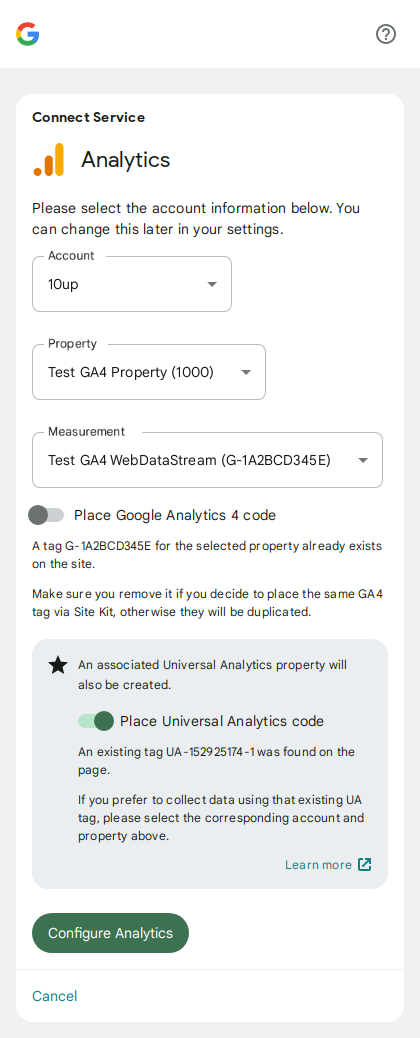 Connect Service
Analytics
Please select the account information below. You
can change this later in your settings.
Account
10up
Property
Test GA4 Property (1000)
Measurement
Test GA4 WebDataStream (G-1A2BCD345E)
Place Google Analytics 4 code
A tag G-1A2BCD345E for the selected property already exists
on the site.
Make sure you remove it if you decide to place the same GA4
tag via Site Kit, otherwise they will be duplicated.
An associated Universal Analytics property will
also be created.
Place Universal Analytics code
An existing tag UA-152925174-1 was found on the
page.
If you prefer to collect data using that existing UA
tag, please select the corresponding account and
property above.
Learn more
Configure Analytics
Cancel